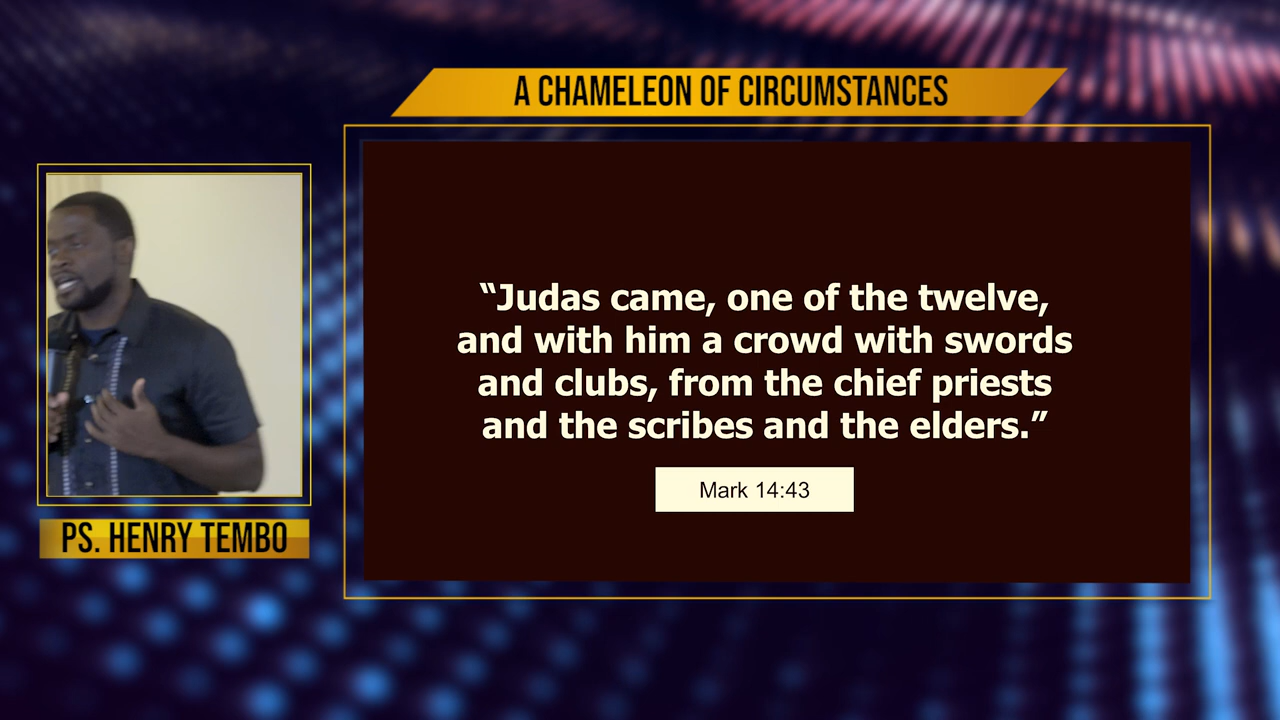 A CHAMELEON OF CIRCUMSTANCES
“Judas came, one of the twelve,
and with him a crowd with swords
and clubs, from the chief priests
and the scribes and the elders.”
Mark 14:43
PS. HENRY TEMBO